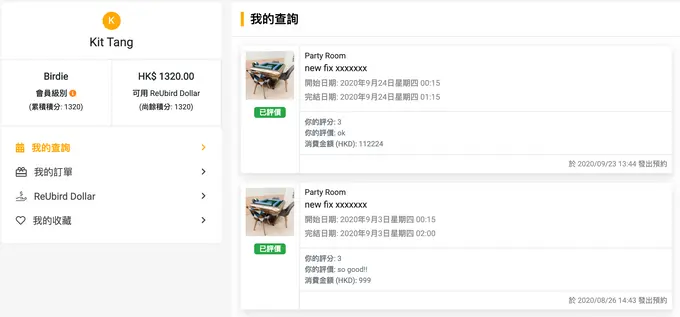 K
Kit Tang
Birdie
會員級別
(累積積分: 1320)
HK$ 1320.00
可用 ReUbird Dollar
(尚餘積分: 1320)
我的查詢
我的訂單
ReUbird Dollar
我的收藏
我的查詢
Party Room
new fix xxxxxxx
開始日期: 2020年9月24日星期四 00:15
完結日期: 2020年9月24日星期四 01:15
已評價
你的評分: 3
你的評價: ok
消費金額 (HKD): 112224
於 2020/09/23 13:44 發出預約
Party Room
new fix xxxxxxx
開始日期: 2020年9月3日星期四 00:15
完結日期: 2020年9月3日星期四 02:00
已評價
你的評分: 3
你的評價: so good!!
消費金額 (HKD): 999
於 2020/08/26 14:43 發出預約